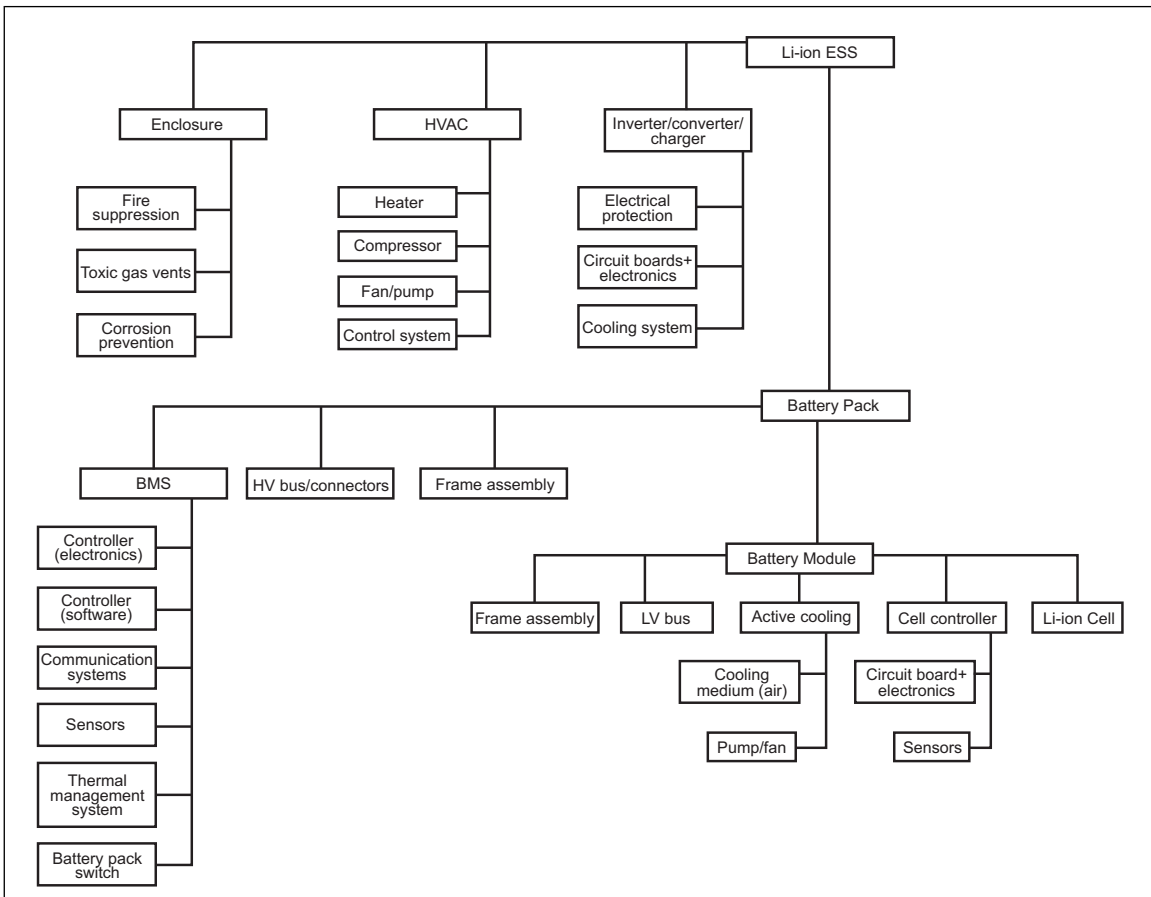 Li-ion ESS
Enclosure
HVAC
Inverter/converter/
charger
Fire
suppression
Toxic gas vents
Corrosion
prevention
Heater
Compressor
Fan/pump
Control system
Electrical
protection
Circuit boards+
electronics
Cooling system
Battery Pack
BMS
HV bus/connectors
Frame assembly
Controller
(electronics)
Controller
(software)
Communication
systems
Sensors
Thermal
management
system
Battery pack
switch
Battery Module
Frame assembly
LV bus
Active cooling
Cell controller
Li-ion Cell
Cooling
medium (air)
Pump/fan
Circuit board+
electronics
Sensors